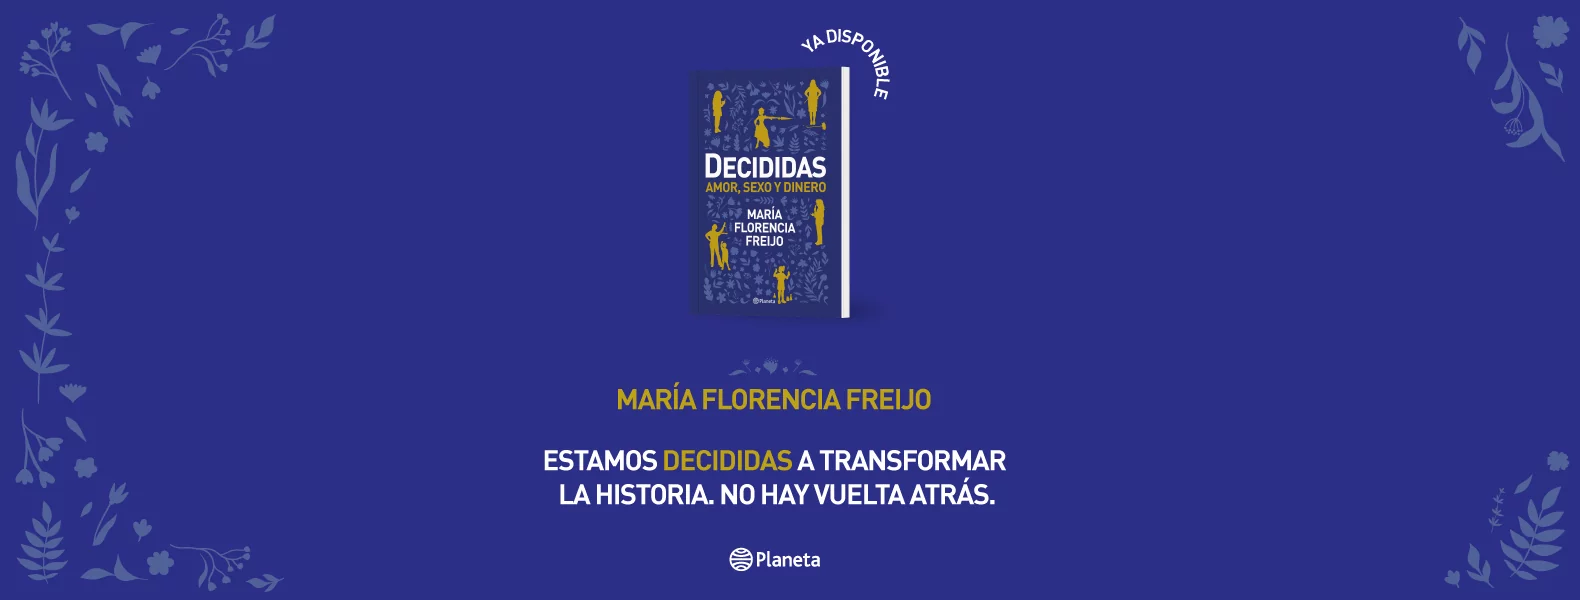 YA DISPONIBLE
DECIDIDAS
AMOR, SEXO Y DINERO
MARÍA
FLORENCIA
FREIJO
Planeta
MARÍA FLORENCIA FREIJO
ESTAMOS DECIDIDAS A TRANSFORMAR
LA HISTORIA. NO HAY VUELTA ATRÁS.
Planeta